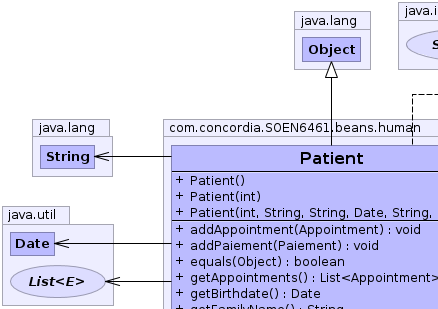 java.lang
Object
java.i
S
java.lang
String
com.concordia.SOEN6461.beans.human
Patient
+ Patient()
+ Patient(int)
+ Patient(int, String, String, Date, String,
+ addAppointment(Appointment) : void
+ addPaiement(Paiement) : void
+ equals(Object) : boolean
+ getAppointments() : List<Appointment>
+ getBirthdate() : Date
+ getFamilyName() : String
java.util
Date
List<E>